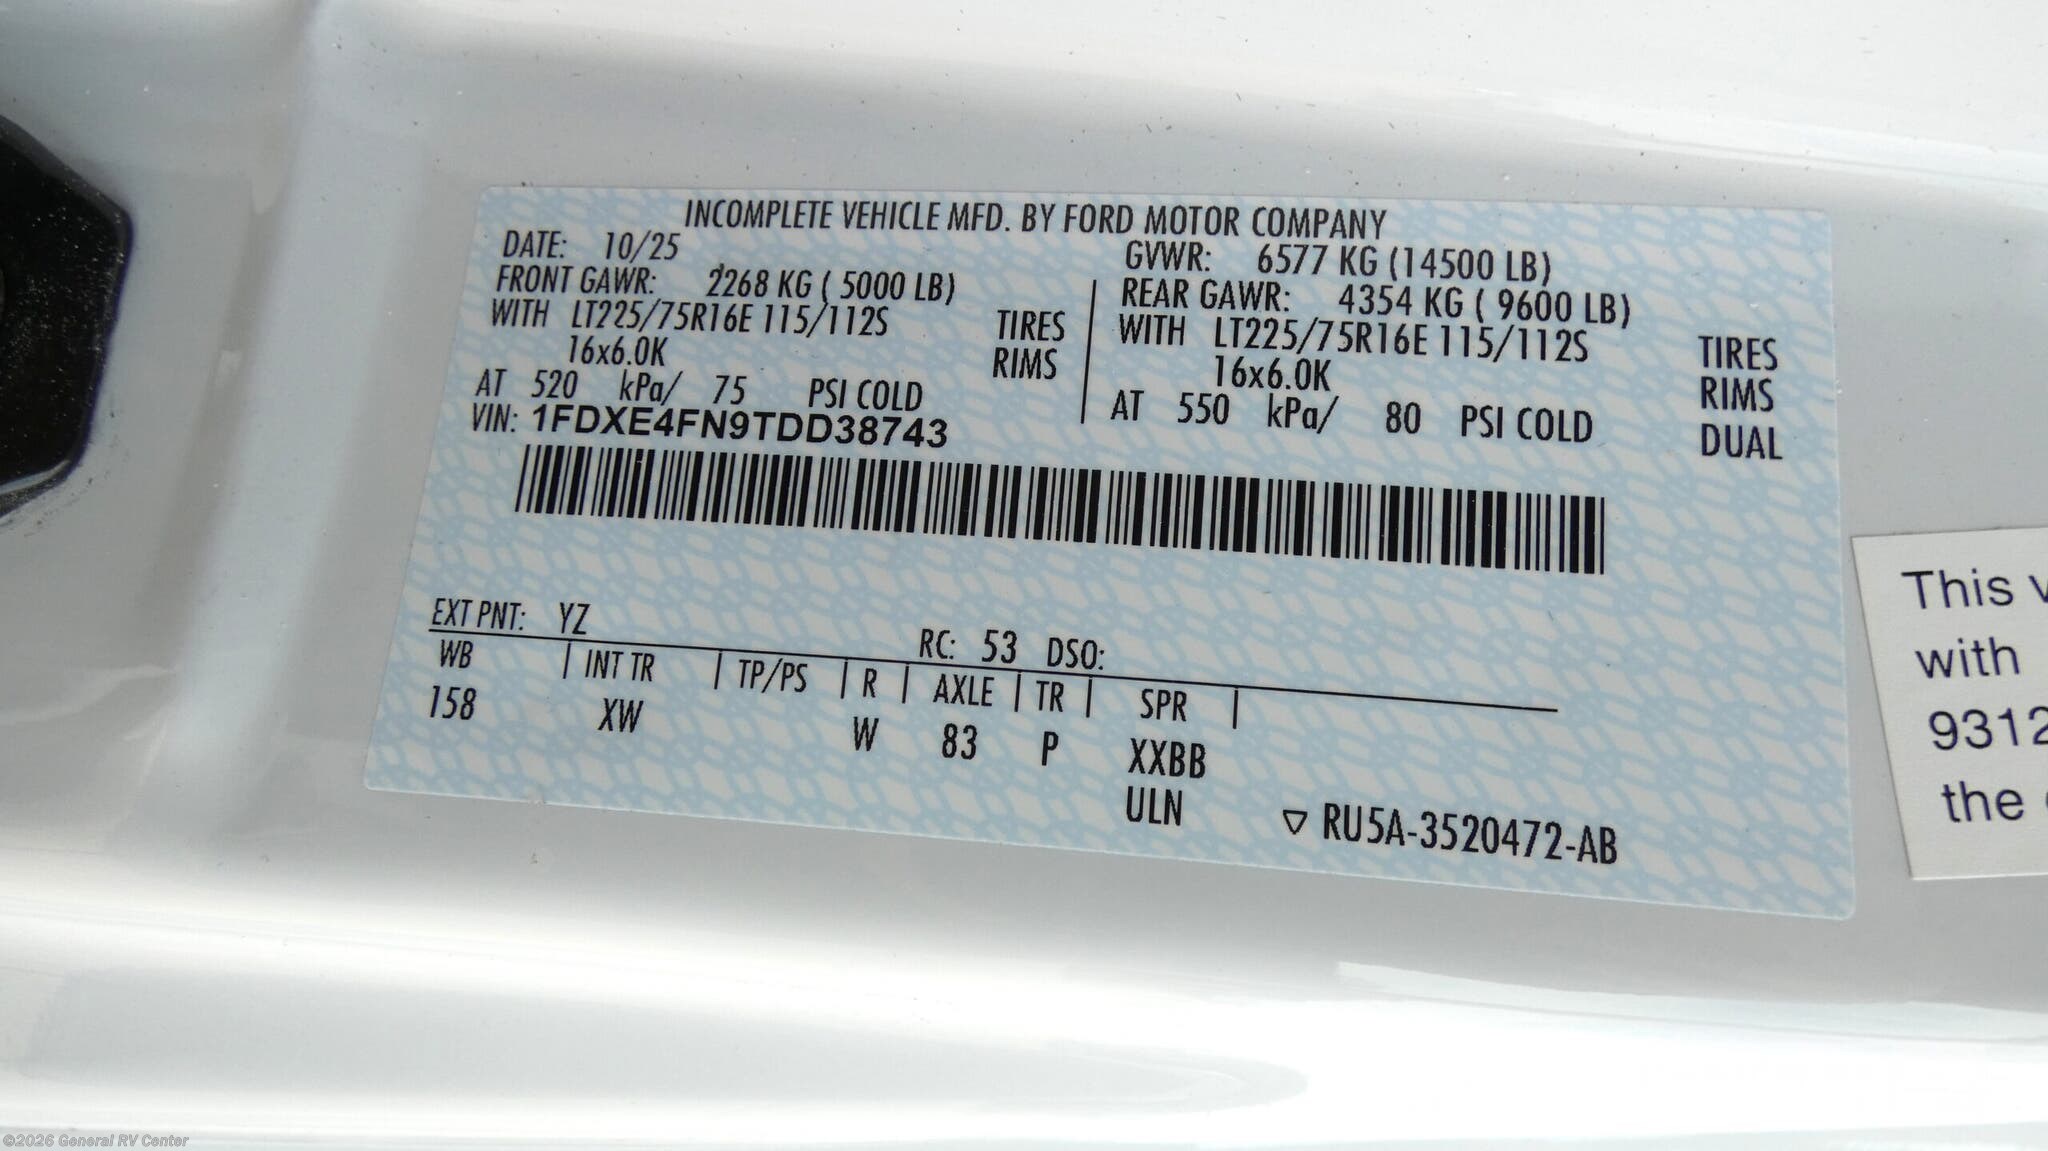 INCOMPLETE VEHICLE MFD. BY FORD MOTOR COMPANY
DATE: 10/25 GVWR: 6577 KG (14500 LB)
FRONT GAWR: 2268 KG ( 5000 LB) REAR GAWR: 4354 KG ( 9600 LB)
WITH LT225/75R16E 115/112S TIRES WITH LT225/75R16E 115/112S TIRES
16x6.0K RIMS 16x6.0K RIMS
AT 520 kPa/ 75 PSI COLD AT 550 kPa/ 80 PSI COLD DUAL
VIN: 1FDXE4FN9TDD38743
EXT PNT: YZ RC: 53 DSO:
WB | INT TR | TP/PS | R | AXLE | TR | SPR |
158 XW W 83 P XXBB
ULN ▽ RU5A-3520472-AB
This v
with
9312
the
©2026 General RV Center